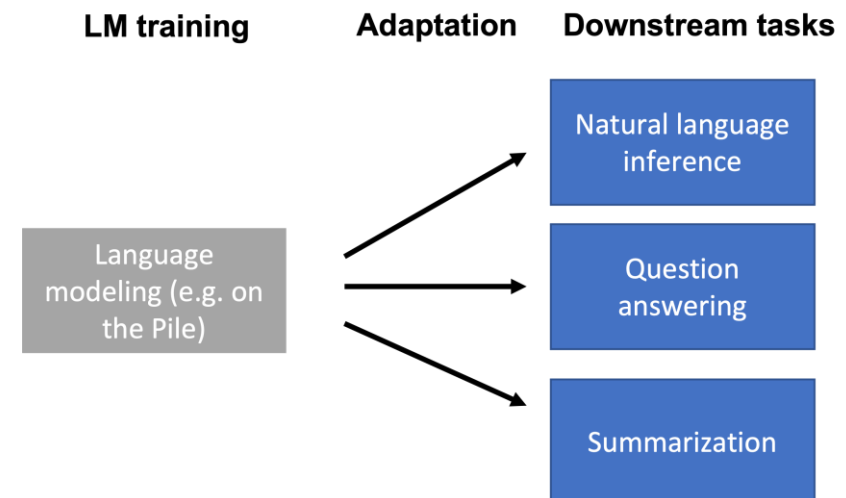 LM training
Adaptation
Downstream tasks
Natural language
inference
Language
modeling (e.g. on
the Pile)
Question
answering
Summarization